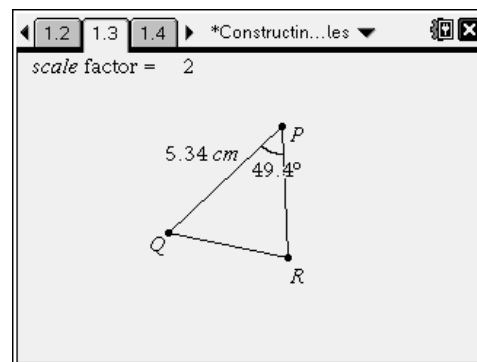 1.2 1.3 1.4 *Constructin...les
scale factor = 2
P
5.34 cm
49.4°
Q
R